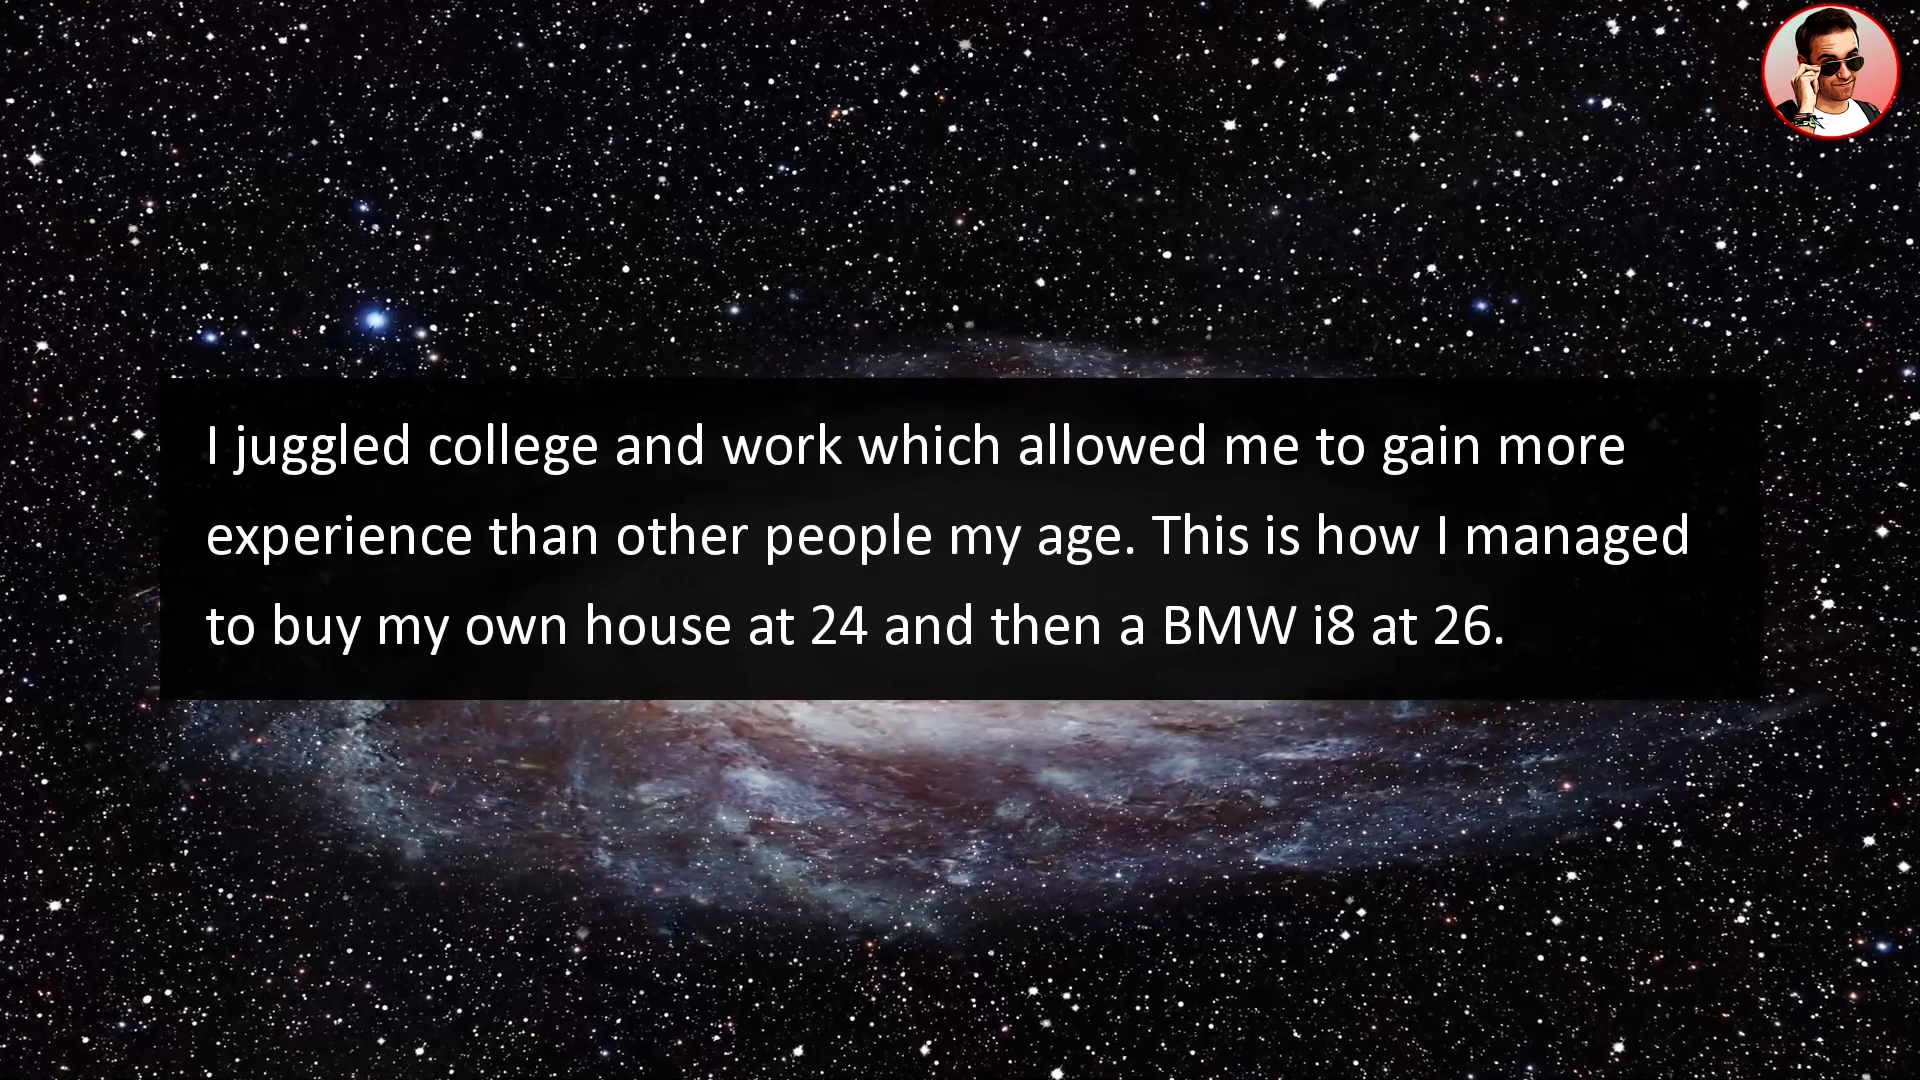 I juggled college and work which allowed me to gain more
experience than other people my age. This is how I managed
to buy my own house at 24 and then a BMW i8 at 26.